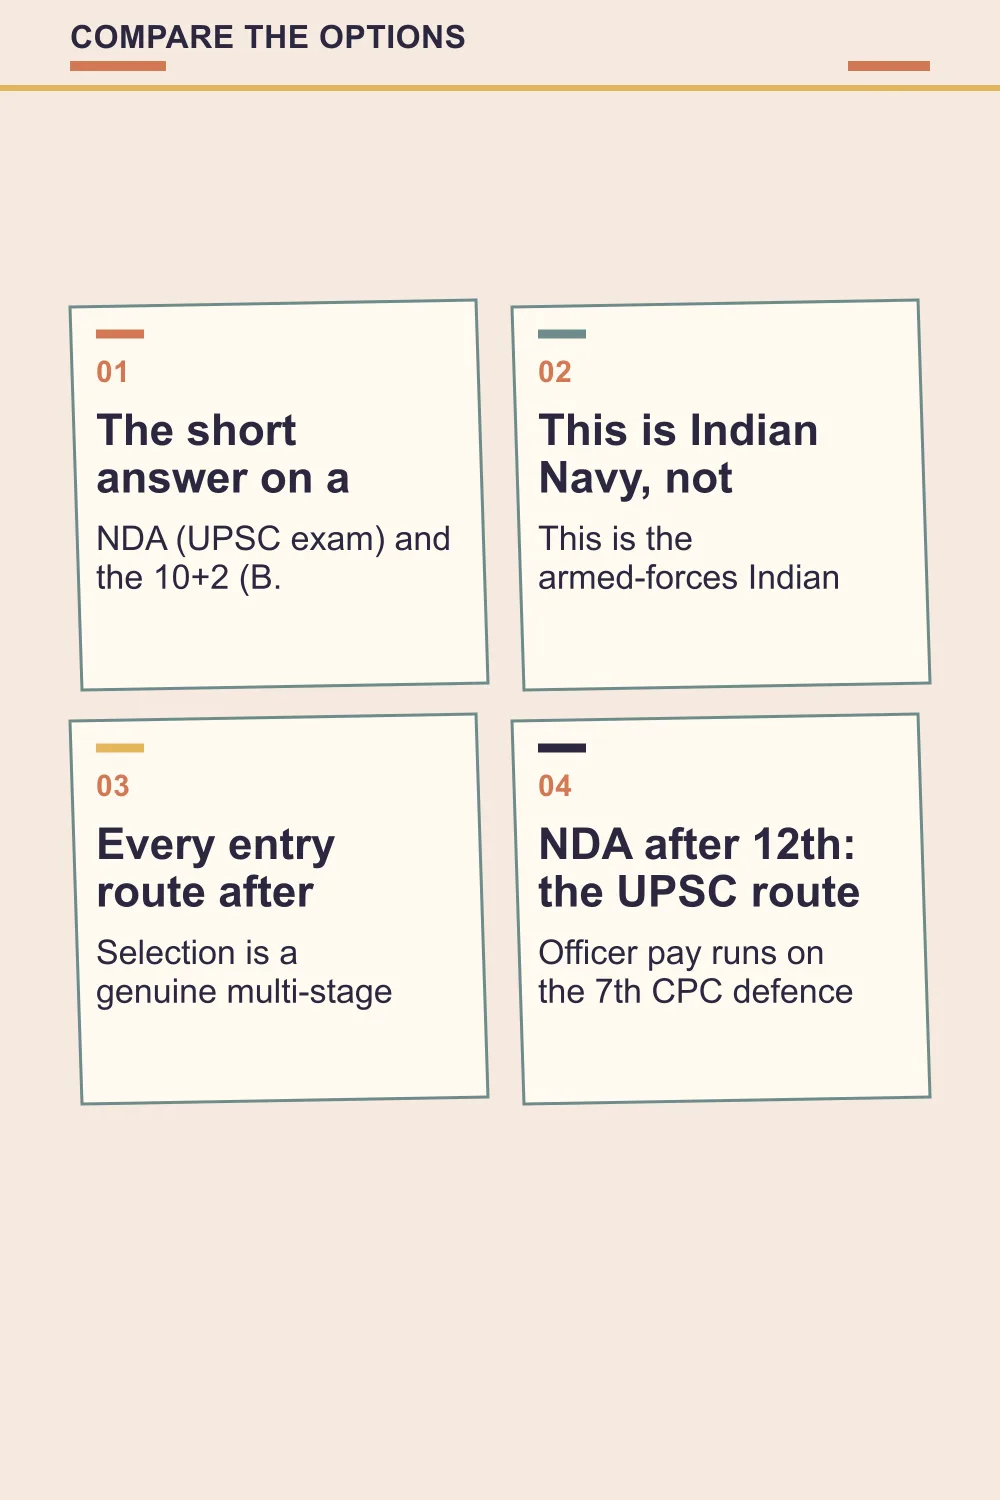 COMPARE THE OPTIONS
01
The short
answer on a
NDA (UPSC exam) and
the 10+2 (B.
02
This is Indian
Navy, not
This is the
armed-forces Indian
03
Every entry
route after
Selection is a
genuine multi-stage
04
NDA after 12th:
the UPSC route
Officer pay runs on
the 7th CPC defence